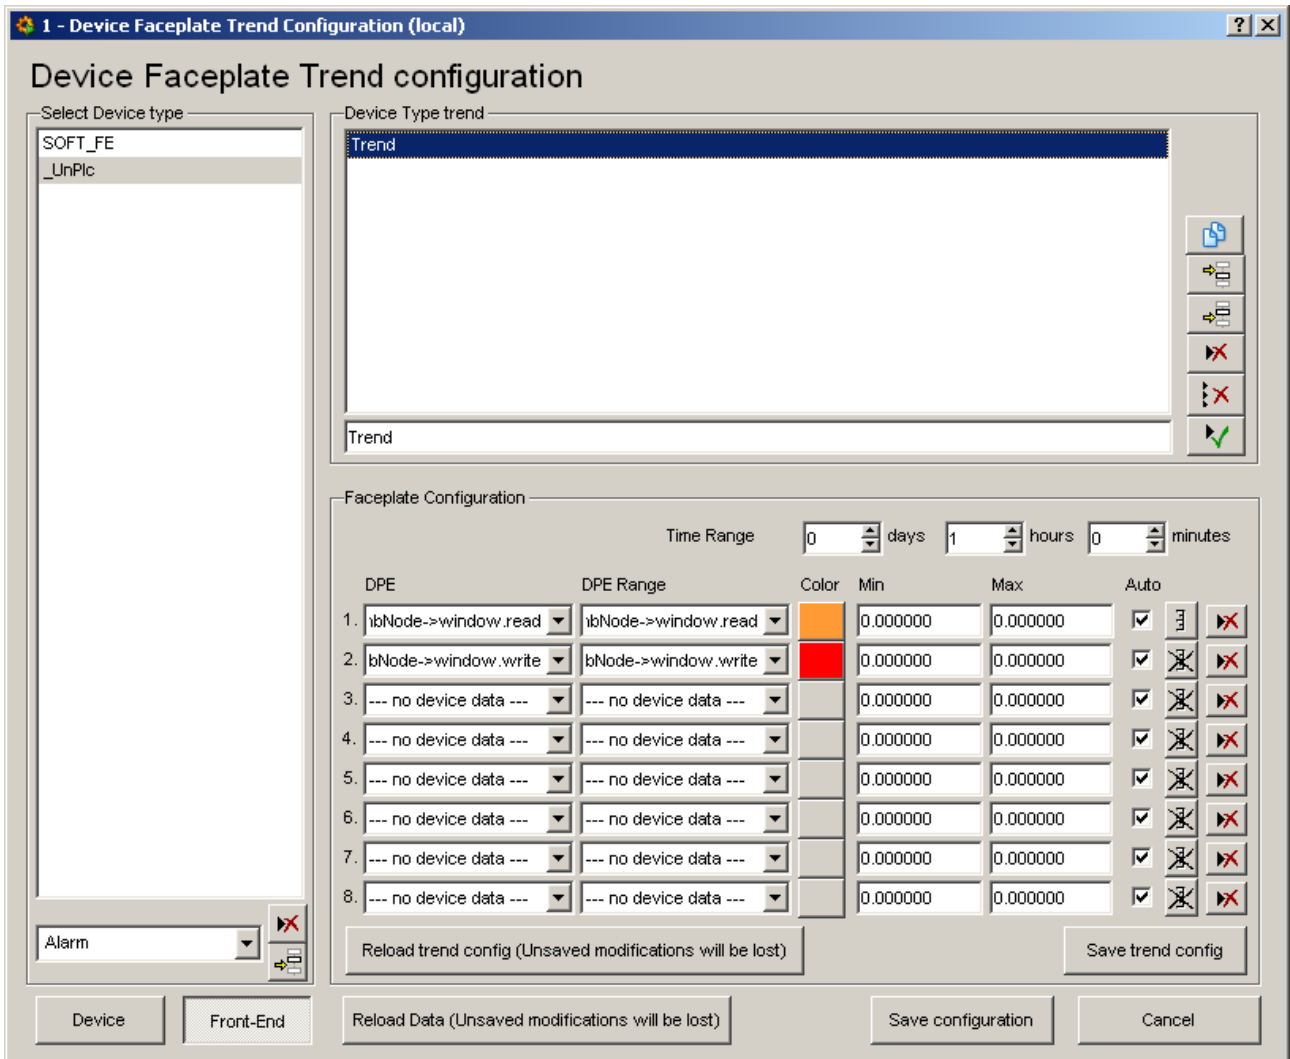 1 - Device Faceplate Trend Configuration (local)
Device Faceplate Trend configuration
Select Device type
SOFT_FE
_UnPlc
Alarm
Device Type trend
Trend
Trend
Faceplate Configuration
Time Range 0 days 1 hours 0 minutes
DPE DPE Range Color Min Max Auto
1. bNode->window.read bNode->window.read 0.000000 0.000000
2. bNode->window.write bNode->window.write 0.000000 0.000000
3. --- no device data --- --- no device data --- 0.000000 0.000000
4. --- no device data --- --- no device data --- 0.000000 0.000000
5. --- no device data --- --- no device data --- 0.000000 0.000000
6. --- no device data --- --- no device data --- 0.000000 0.000000
7. --- no device data --- --- no device data --- 0.000000 0.000000
8. --- no device data --- --- no device data --- 0.000000 0.000000
Reload trend config (Unsaved modifications will be lost) Save trend config
Device Front-End Reload Data (Unsaved modifications will be lost) Save configuration Cancel